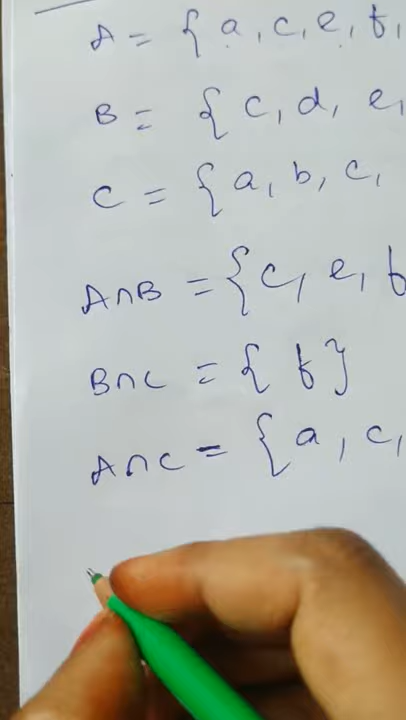 A = { a, c, e, f,
B = { c, d, e,
C = { a, b, c,
A∩B = { c, e, f
B∩C = { f }
A∩C = { a, c,